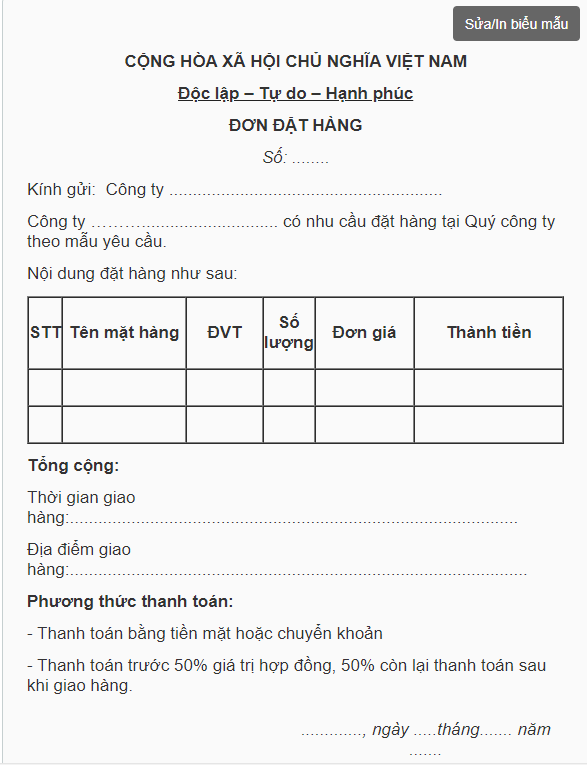 Sửa/In biểu mẫu
CỘNG HÒA XÃ HỘI CHỦ NGHĨA VIỆT NAM
Độc lập – Tự do – Hạnh phúc
ĐƠN ĐẶT HÀNG
Số: ........
Kính gửi: Công ty ..........................................................
Công ty ………............................. có nhu cầu đặt hàng tại Quý công ty
theo mẫu yêu cầu.
Nội dung đặt hàng như sau:
STT Tên mặt hàng ĐVT Số lượng Đơn giá Thành tiền
Tổng cộng:
Thời gian giao
hàng:...............................................................................................
Địa điểm giao
hàng:.................................................................................................
Phương thức thanh toán:
- Thanh toán bằng tiền mặt hoặc chuyển khoản
- Thanh toán trước 50% giá trị hợp đồng, 50% còn lại thanh toán sau
khi giao hàng.
............., ngày .....tháng....... năm
.......